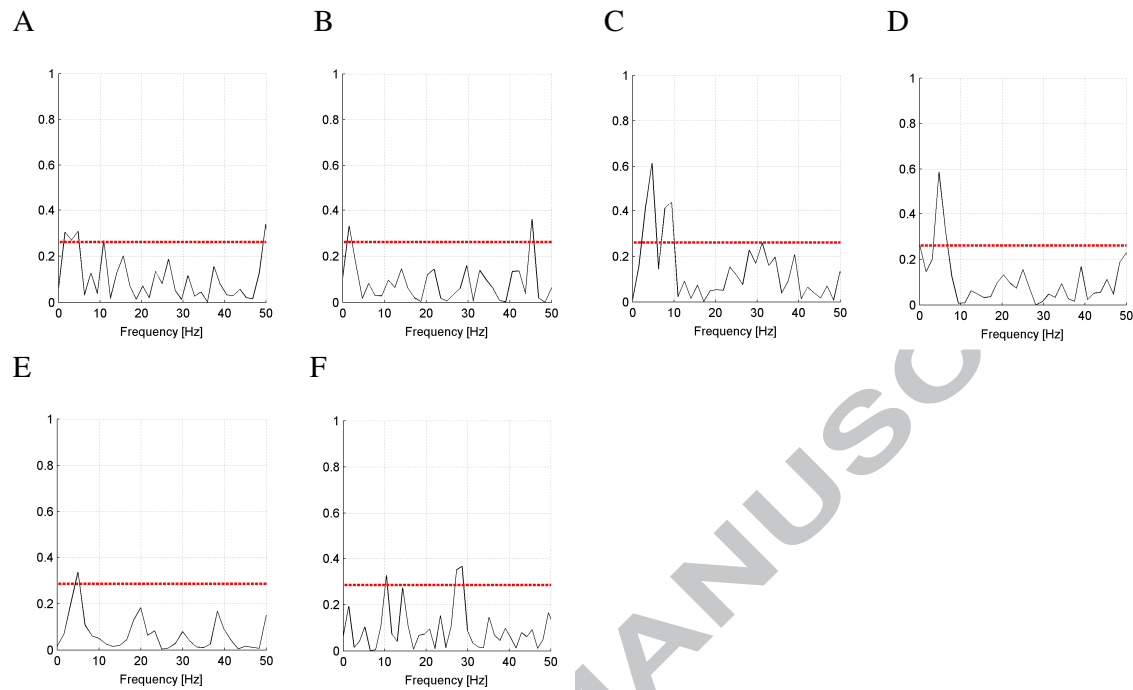 A B C D
1 1 1 1
0.8 0.8 0.8 0.8
0.6 0.6 0.6 0.6
0.4 0.4 0.4 0.4
0.2 0.2 0.2 0.2
0 0 0 0
0 10 20 30 40 50 0 10 20 30 40 50 0 10 20 30 40 50 0 10 20 30 40 50
Frequency [Hz] Frequency [Hz] Frequency [Hz] Frequency [Hz]
E F
1 1
0.8 0.8
0.6 0.6
0.4 0.4
0.2 0.2
0 0
0 10 20 30 40 50 0 10 20 30 40 50
Frequency [Hz] Frequency [Hz]
MANUSC